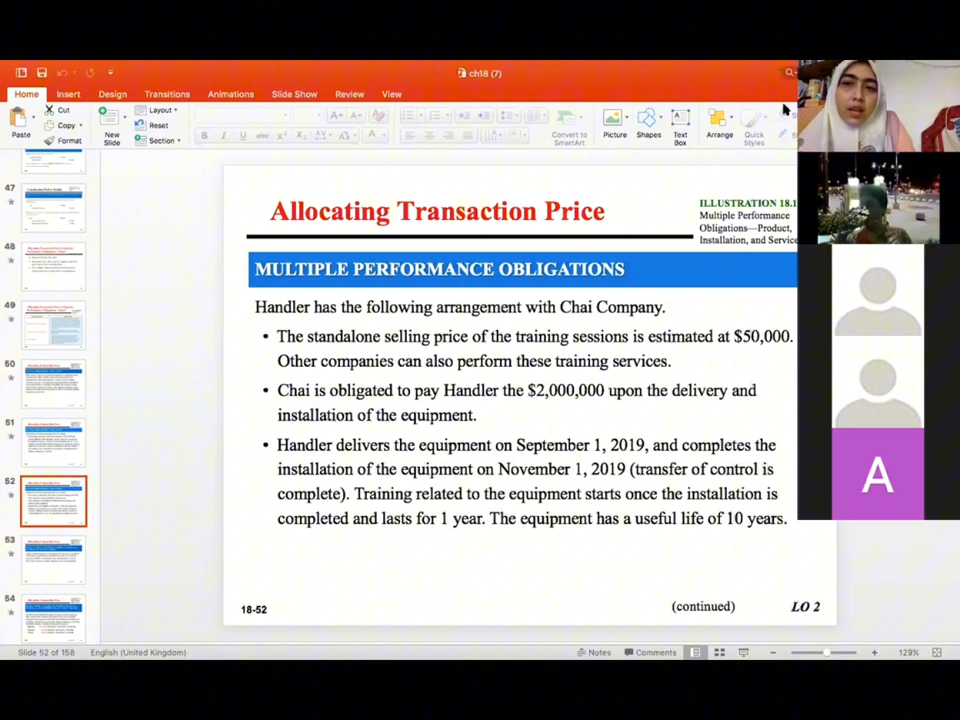 ch18 (7)
Home Insert Design Transitions Animations Slide Show Review View
Paste
Cut
Copy
Format
New
Slide
Layout
Reset
Section
Convert to
SmartArt
Picture
Shapes
Text
Box
Arrange
Quick
Styles
47
48
49
50
51
52
53
54
Allocating Transaction Price
ILLUSTRATION 18.1
Multiple Performance
Obligations—Product,
Installation, and Service
MULTIPLE PERFORMANCE OBLIGATIONS
Handler has the following arrangement with Chai Company.
• The standalone selling price of the training sessions is estimated at $50,000.
Other companies can also perform these training services.
• Chai is obligated to pay Handler the $2,000,000 upon the delivery and
installation of the equipment.
• Handler delivers the equipment on September 1, 2019, and completes the
installation of the equipment on November 1, 2019 (transfer of control is
complete). Training related to the equipment starts once the installation is
completed and lasts for 1 year. The equipment has a useful life of 10 years.
18-52
(continued)
LO 2
A
Slide 52 of 158
English (United Kingdom)
Notes
Comments
129%